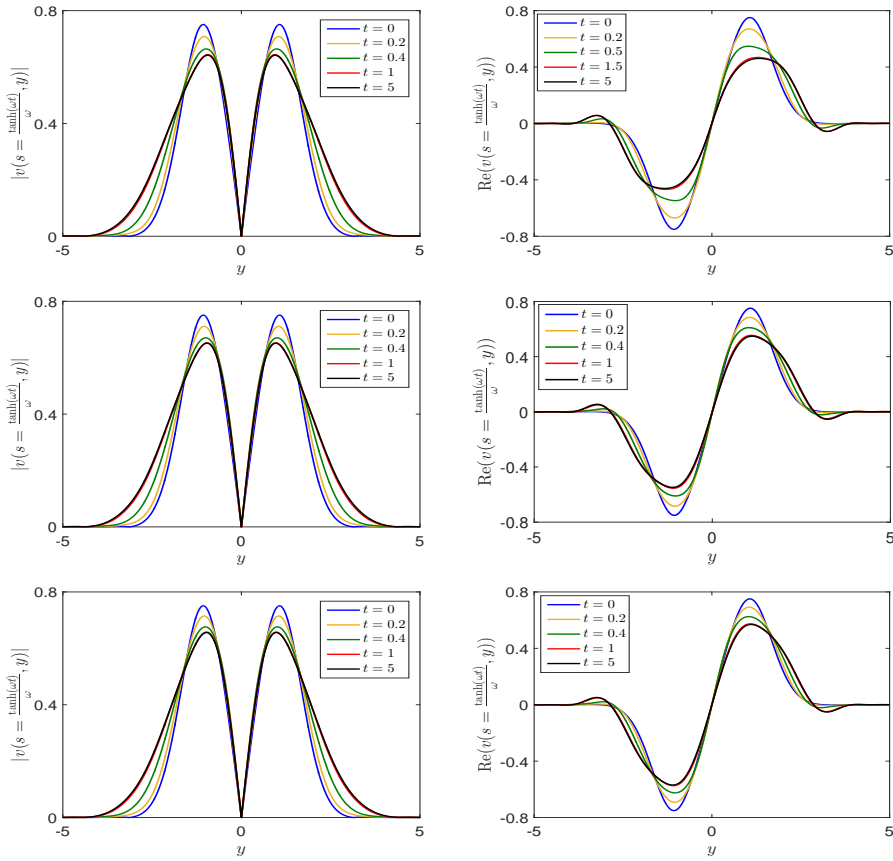 |v(s = tanh(ωt)/ω, y)|
0.8
0.4
0
-5
0
5
y
t = 0
t = 0.2
t = 0.4
t = 1
t = 5
Re(v(s = tanh(ωt)/ω, y))
0.8
0.4
0
-0.4
-0.8
-5
0
5
y
t = 0
t = 0.2
t = 0.5
t = 1.5
t = 5
|v(s = tanh(ωt)/ω, y)|
0.8
0.4
0
-5
0
5
y
t = 0
t = 0.2
t = 0.4
t = 1
t = 5
Re(v(s = tanh(ωt)/ω, y))
0.8
0.4
0
-0.4
-0.8
-5
0
5
y
t = 0
t = 0.2
t = 0.4
t = 1
t = 5
|v(s = tanh(ωt)/ω, y)|
0.8
0.4
0
-5
0
5
y
t = 0
t = 0.2
t = 0.4
t = 1
t = 5
Re(v(s = tanh(ωt)/ω, y))
0.8
0.4
0
-0.4
-0.8
-5
0
5
y
t = 0
t = 0.2
t = 0.4
t = 1
t = 5